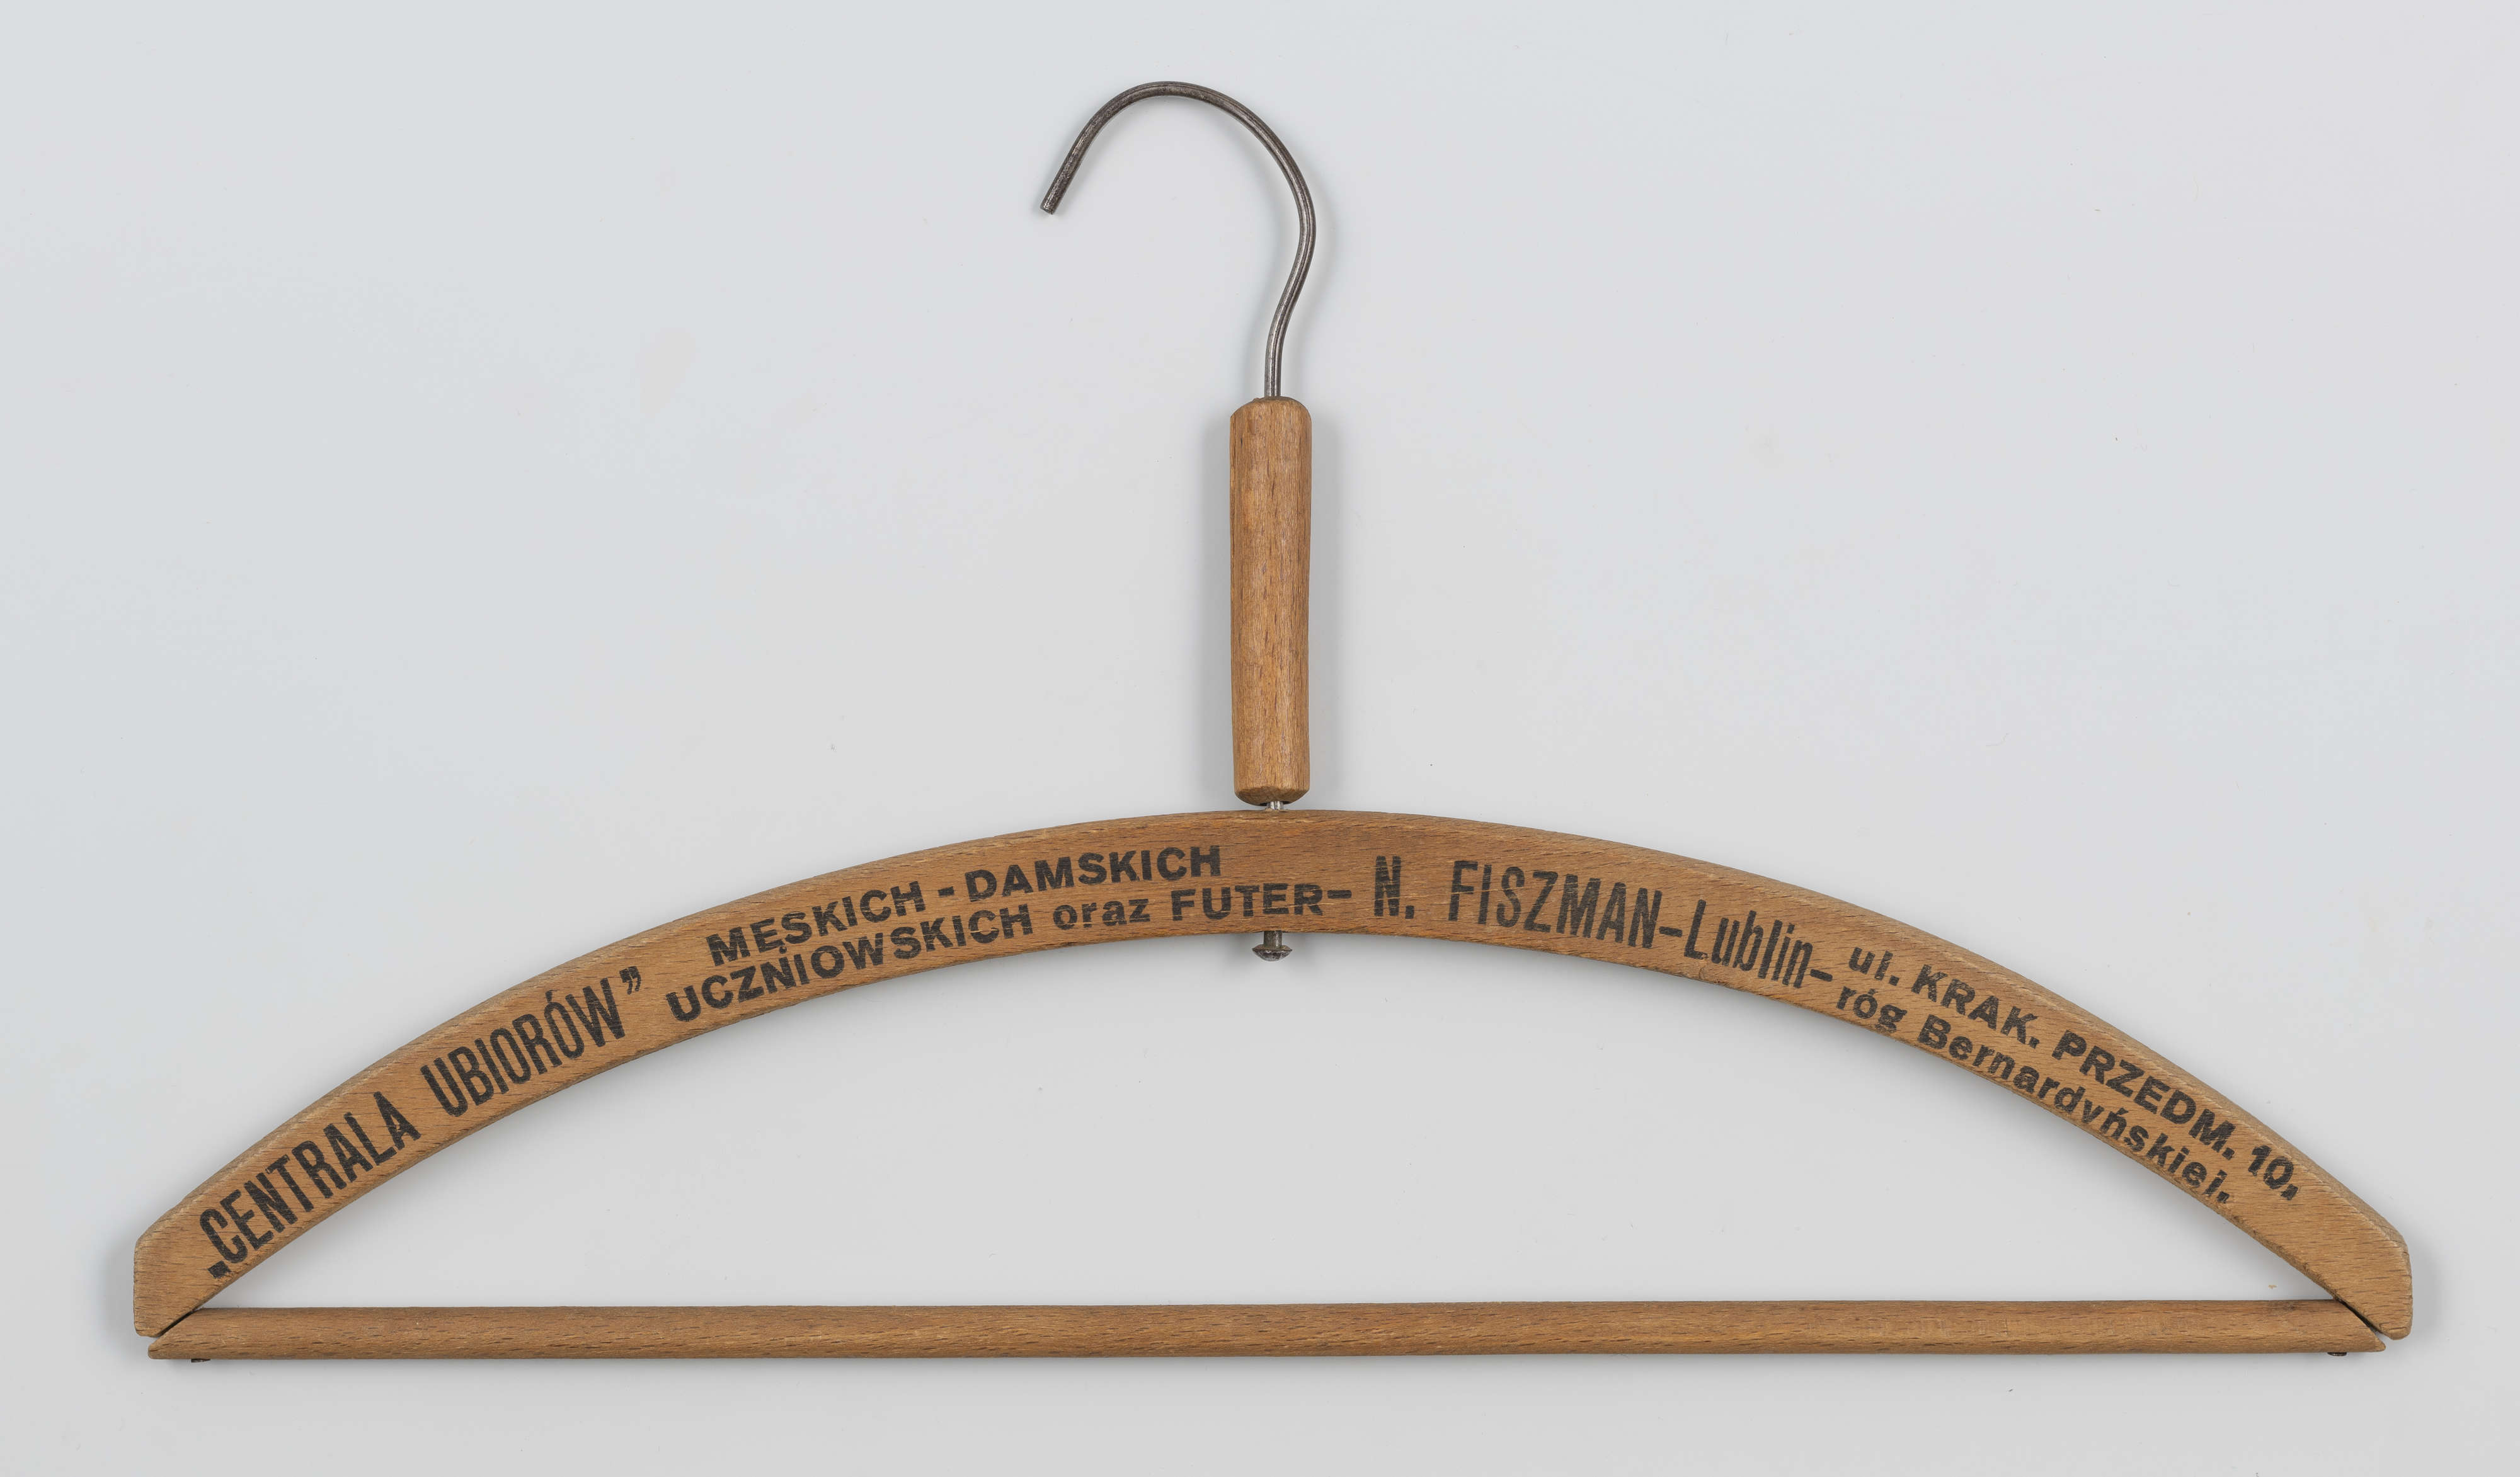 „CENTRALA UBIORÓW”
MĘSKICH - DAMSKICH
UCZNIOWSKICH oraz FUTER–
N. FISZMAN–Lublin–
ul. KRAK. PRZEDM. 10,
róg Bernardyńskiej.